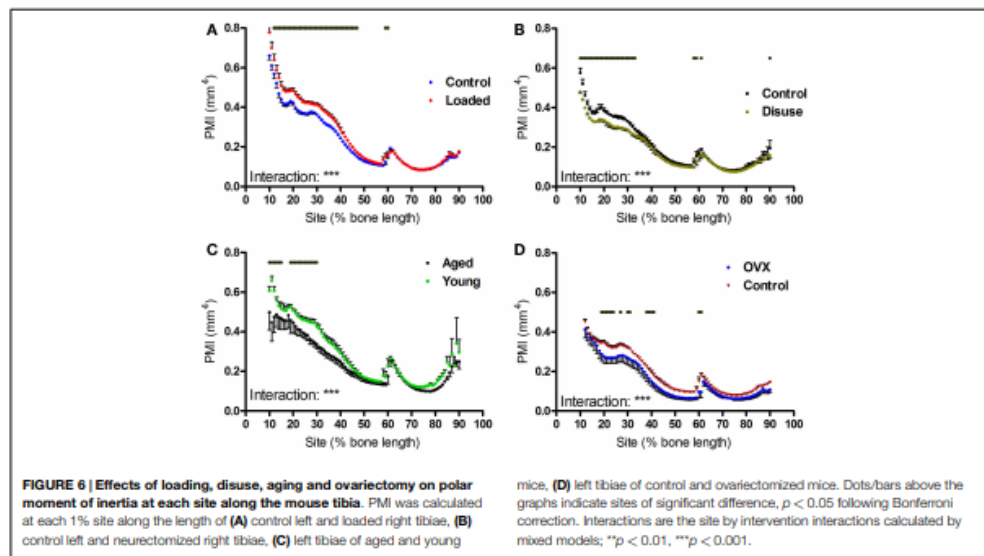 A
0.8
0.6
0.4
0.2
0.0
PMI (mm⁴)
Control
Loaded
Interaction: ***
0 10 20 30 40 50 60 70 80 90 100
Site (% bone length)
B
0.8
0.6
0.4
0.2
0.0
PMI (mm⁴)
Control
Disuse
Interaction: ***
0 10 20 30 40 50 60 70 80 90 100
Site (% bone length)
C
0.8
0.6
0.4
0.2
0.0
PMI (mm⁴)
Aged
Young
Interaction: ***
0 10 20 30 40 50 60 70 80 90 100
Site (% bone length)
D
0.8
0.6
0.4
0.2
0.0
PMI (mm⁴)
OVX
Control
Interaction: ***
0 10 20 30 40 50 60 70 80 90 100
Site (% bone length)
FIGURE 6 | Effects of loading, disuse, aging and ovariectomy on polar
moment of inertia at each site along the mouse tibia. PMI was calculated
at each 1% site along the length of (A) control left and loaded right tibiae, (B)
control left and neurectomized right tibiae, (C) left tibiae of aged and young
mice, (D) left tibiae of control and ovariectomized mice. Dots/bars above the
graphs indicate sites of significant difference, p < 0.05 following Bonferroni
correction. Interactions are the site by intervention interactions calculated by
mixed models; **p < 0.01, ***p < 0.001.